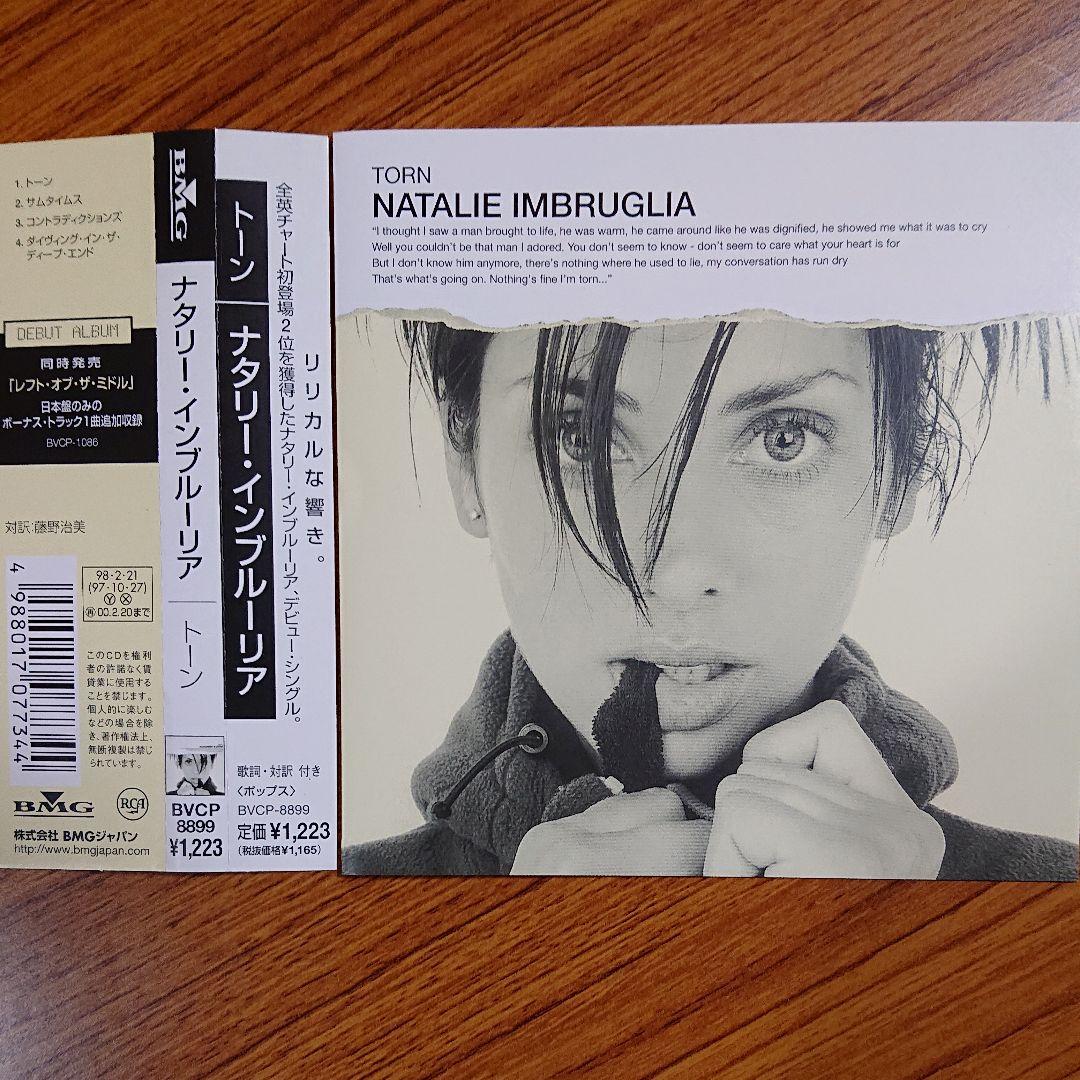 1. トーン
2. サムタイムス
3. コントラディクションズ
4. ダイヴィング・イン・ザ・
ディープ・エンド
DEBUT ALBUM
同時発売
「レフト・オブ・ザ・ミドル」
日本盤のみの
ボーナス・トラック1曲追加収録
BVCP-1086
対訳:藤野治美
4 988017 077344
98・2・21
(97・10・27)
Ⓨ Ⓧ
㋺00.2.20まで
このCDを権利
者の許諾なく賃
貸業に使用する
ことを禁じます。
個人的に楽しむ
などの場合を除
き、著作権法上、
無断複製は禁じ
られています。
BMG
RCA
株式会社 BMGジャパン
http://www.bmgjapan.com
BMG
ナタリー・インブルーリア
トーン
BVCP
8899
¥1,223
トーン
ナタリー・インブルーリア
リリカルな響き。
全英チャート初登場2位を獲得したナタリー・インブルーリア、デビュー・シングル。
歌詞・対訳 付き
〈ポップス〉
BVCP-8899
定価¥1,223
(税抜価格¥1,165)
TORN
NATALIE IMBRUGLIA
"I thought I saw a man brought to life, he was warm, he came around like he was dignified, he showed me what it was to cry
Well you couldn't be that man I adored. You don't seem to know - don't seem to care what your heart is for
But I don't know him anymore, there's nothing where he used to lie, my conversation has run dry
That's what's going on. Nothing's fine I'm torn..."